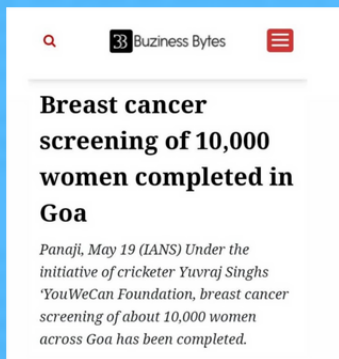 BB Buziness Bytes
Breast cancer
screening of 10,000
women completed in
Goa
Panaji, May 19 (IANS) Under the
initiative of cricketer Yuvraj Singhs
‘YouWeCan Foundation, breast cancer
screening of about 10,000 women
across Goa has been completed.